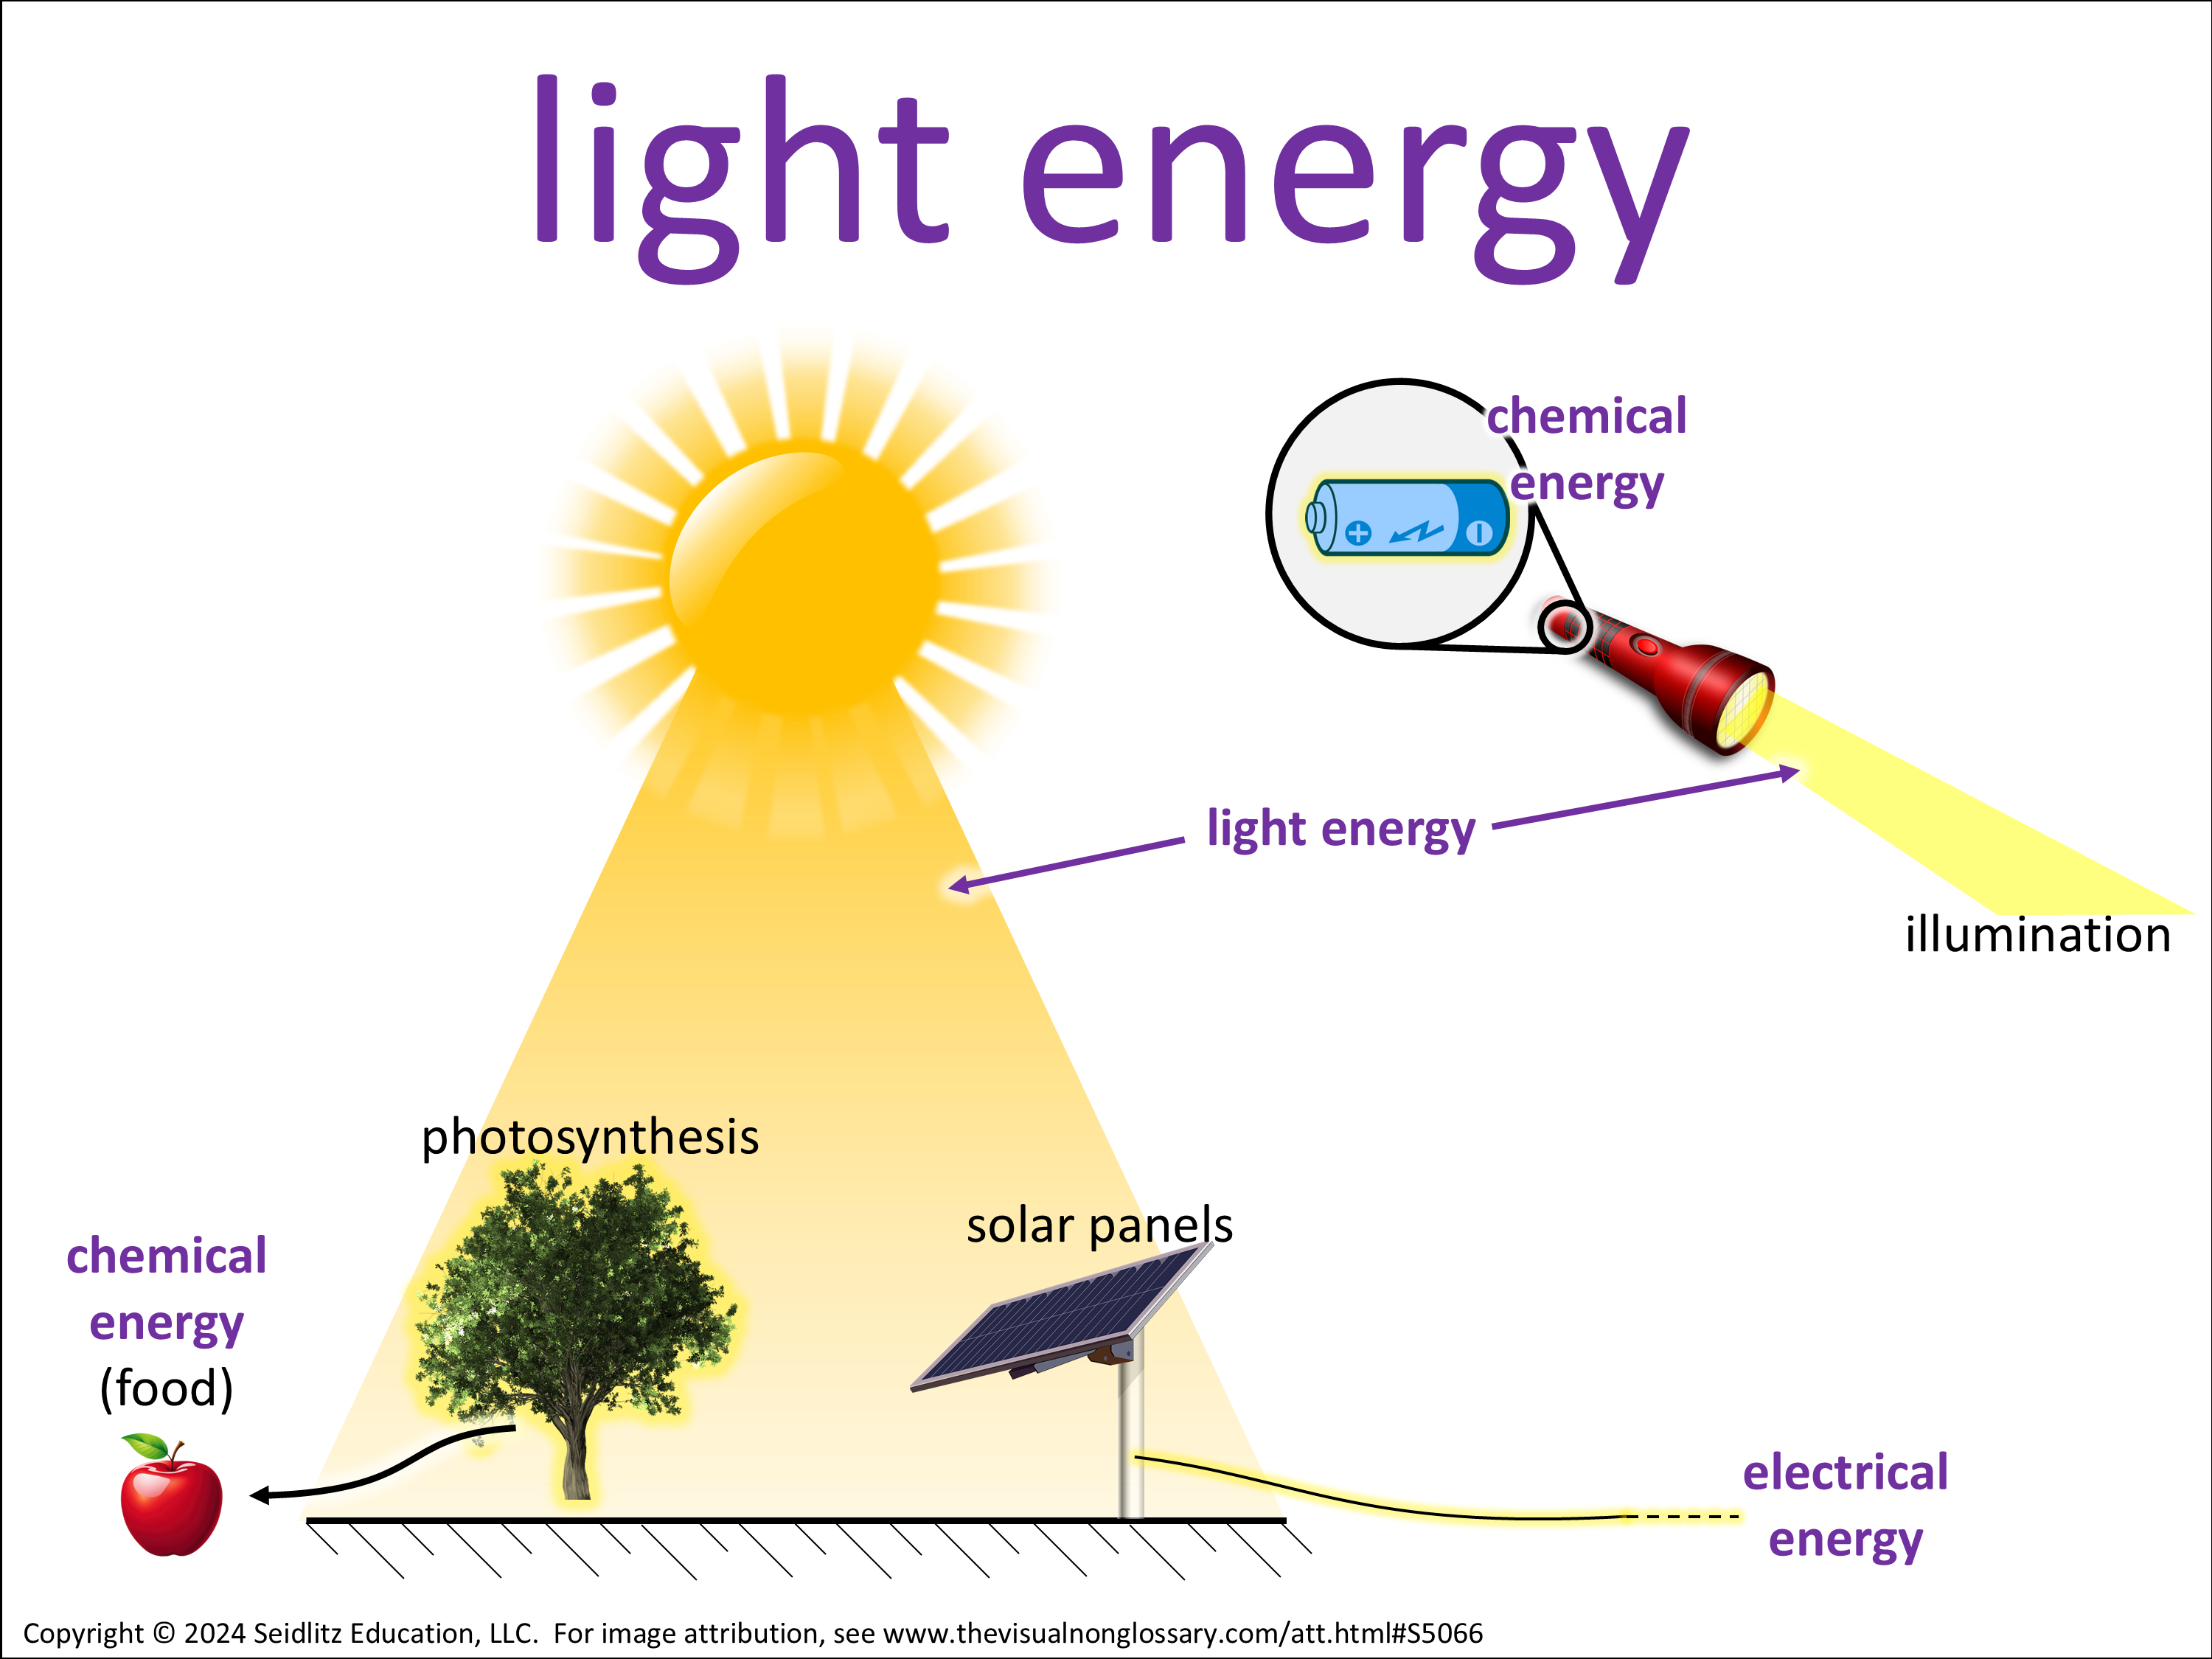 light energy
chemical
energy
light energy
illumination
photosynthesis
solar panels
chemical
energy
(food)
electrical
energy
Copyright © 2024 Seidlitz Education, LLC.  For image attribution, see www.thevisualnonglossary.com/att.html#S5066